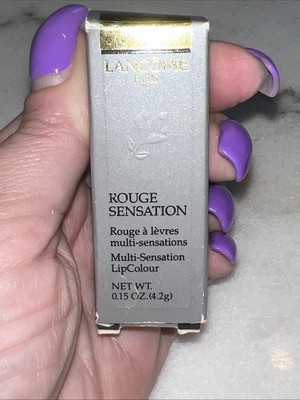 LANCÔME
PARIS
ROUGE
SENSATION
Rouge à lèvres
multi-sensations
Multi-Sensation
LipColour
NET WT.
0.15 OZ.(4.2g)